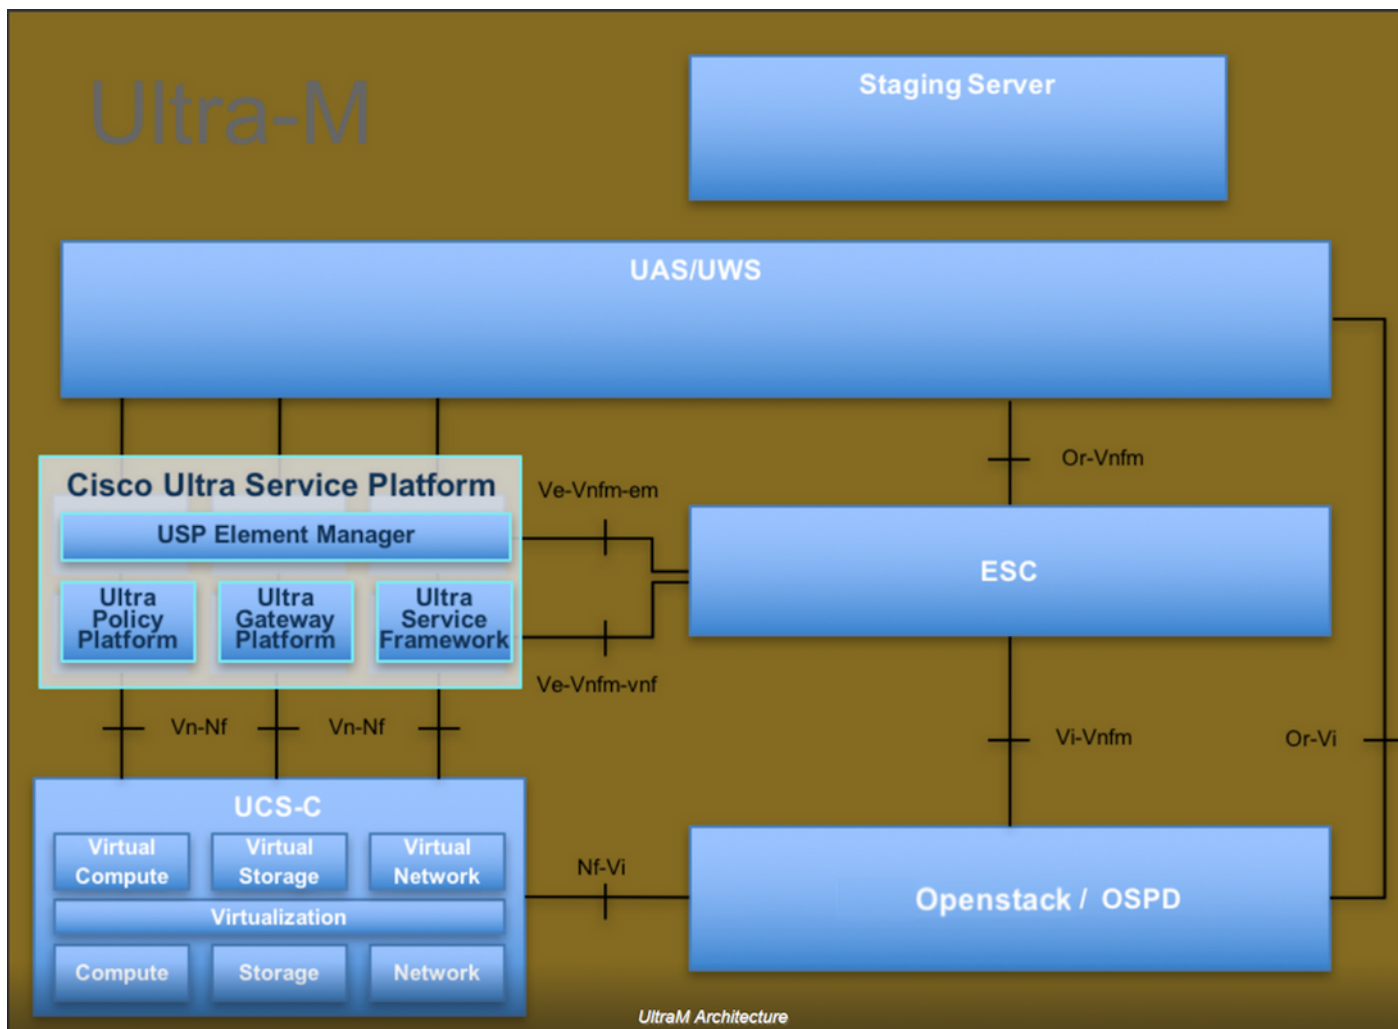 Ultra-M
Staging Server
UAS/UWS
Or-Vnfm
Cisco Ultra Service Platform
Ve-Vnfm-em
USP Element Manager
ESC
Ultra
Policy
Platform
Ultra
Gateway
Platform
Ultra
Service
Framework
Ve-Vnfm-vnf
Vn-Nf
Vn-Nf
Vi-Vnfm
Or-Vi
UCS-C
Virtual
Compute
Virtual
Storage
Virtual
Network
Nf-Vi
Openstack / OSPD
Virtualization
Compute
Storage
Network
UltraM Architecture